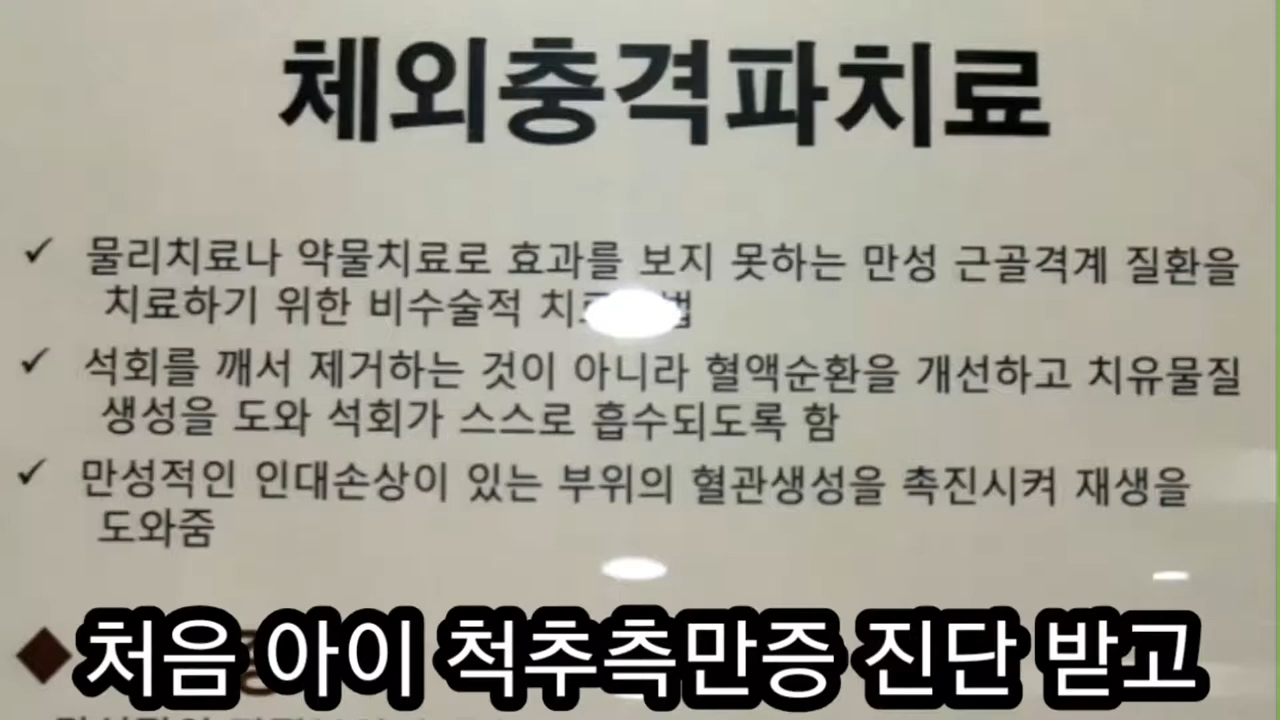 체외충격파치료
✓ 물리치료나 약물치료로 효과를 보지 못하는 만성 근골격계 질환을
치료하기 위한 비수술적
✓ 석회를 깨서 제거하는 것이 아니라 혈액순환을 개선하고 치유물질
생성을 도와 석회가 스스로 흡수되도록 함
✓ 만성적인 인대손상이 있는 부위의 혈관생성을 촉진시켜 재생을
도와줌
처음 아이 척추측만증 진단 받고